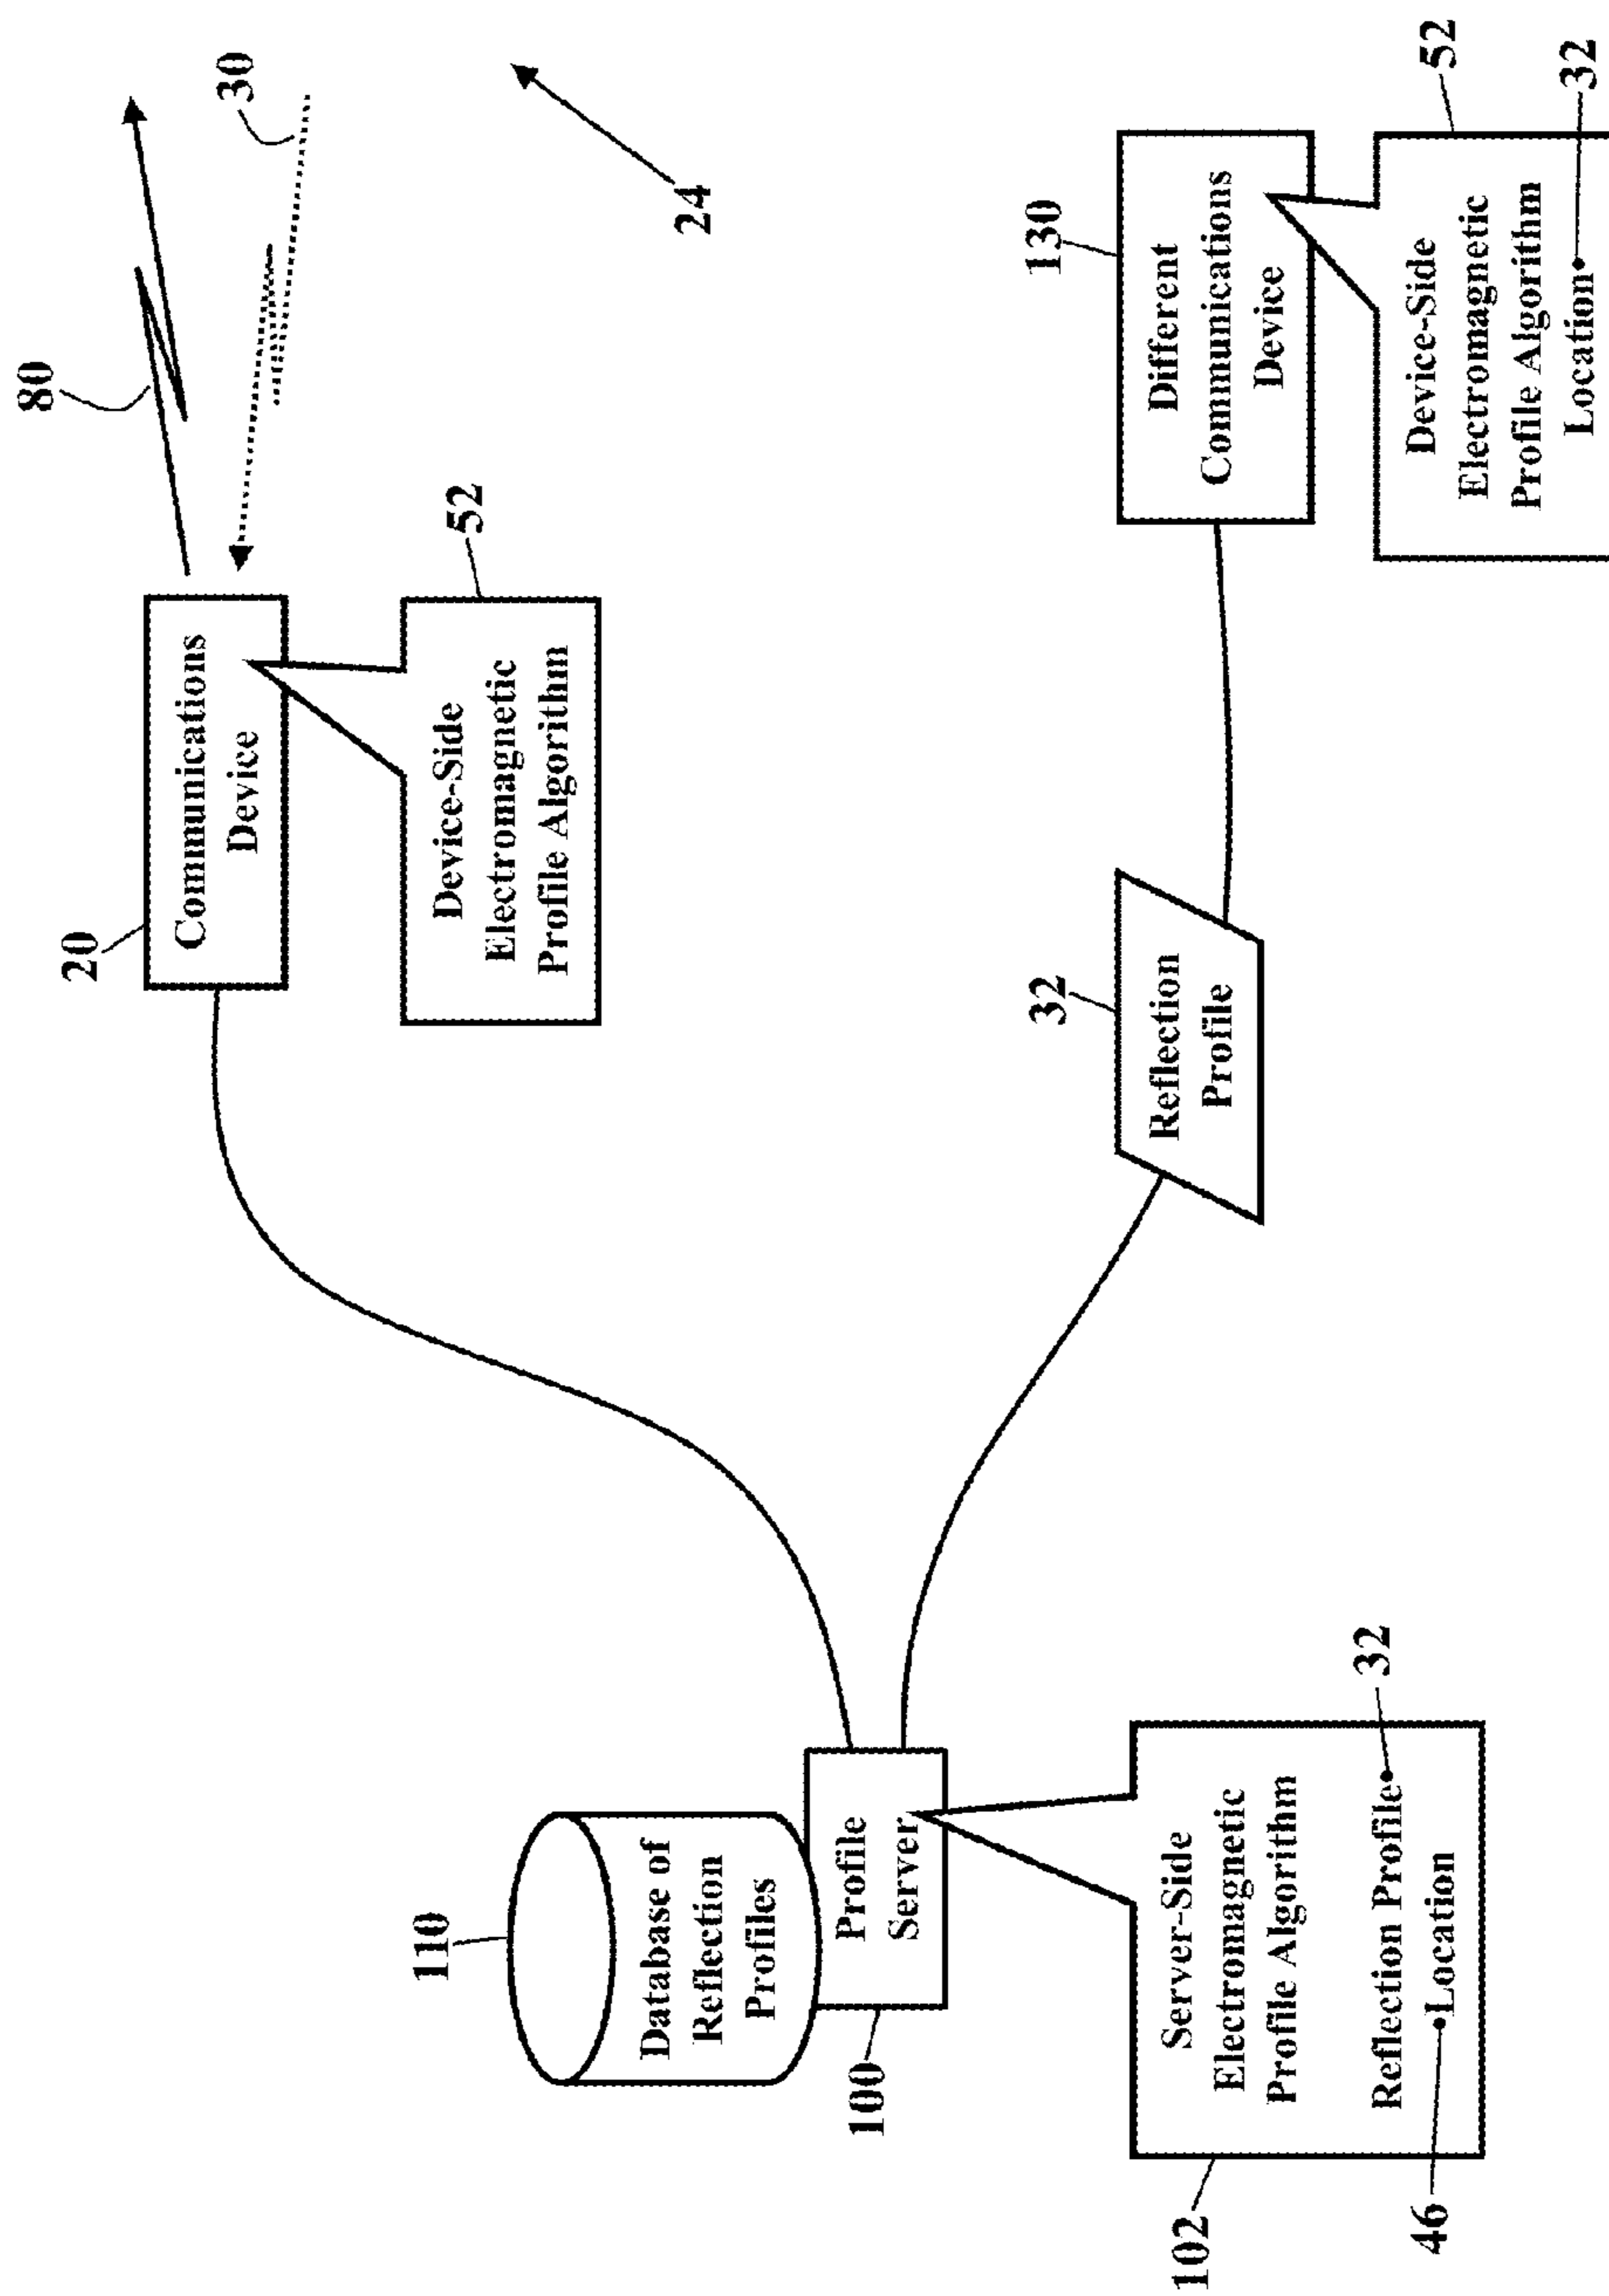 80
30
20
Communications
Device
24
52
Device-Side
Electromagnetic
Profile Algorithm
110
Database of
Reflection
Profiles
100
Profile
Server
32
Reflection
Profile
130
Different
Communications
Device
52
Device-Side
Electromagnetic
Profile Algorithm
Location
32
102
Server-Side
Electromagnetic
Profile Algorithm
Reflection Profile
32
46
Location